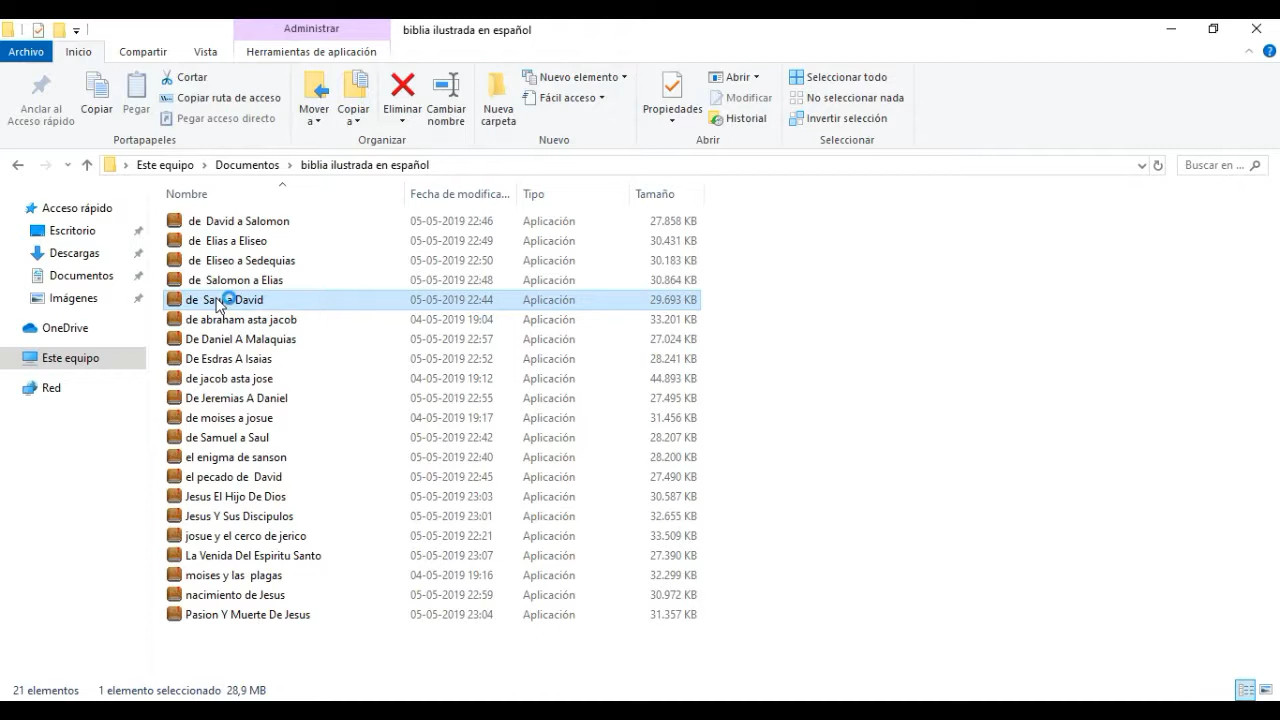 Administrar
biblia ilustrada en español
Archivo Inicio Compartir Vista Herramientas de aplicación
Anclar al Acceso rápido
Copiar
Pegar
Cortar
Copiar ruta de acceso
Pegar acceso directo
Portapapeles
Mover a
Copiar a
Eliminar
Cambiar nombre
Organizar
Nueva carpeta
Nuevo elemento
Fácil acceso
Nuevo
Propiedades
Abrir
Modificar
Historial
Abrir
Seleccionar todo
No seleccionar nada
Invertir selección
Seleccionar
Este equipo > Documentos > biblia ilustrada en español
Buscar en ...
Acceso rápido
Escritorio
Descargas
Documentos
Imágenes
OneDrive
Este equipo
Red
Nombre Fecha de modifica... Tipo Tamaño
de David a Salomon 05-05-2019 22:46 Aplicación 27.858 KB
de Elias a Eliseo 05-05-2019 22:49 Aplicación 30.431 KB
de Eliseo a Sedequias 05-05-2019 22:50 Aplicación 30.183 KB
de Salomon a Elias 05-05-2019 22:48 Aplicación 30.864 KB
de David 05-05-2019 22:44 Aplicación 29.693 KB
de abraham asta jacob 04-05-2019 19:04 Aplicación 33.201 KB
De Daniel A Malaquias 05-05-2019 22:57 Aplicación 27.024 KB
De Esdras A Isaias 05-05-2019 22:52 Aplicación 28.241 KB
de jacob asta jose 04-05-2019 19:12 Aplicación 44.893 KB
De Jeremias A Daniel 05-05-2019 22:55 Aplicación 27.495 KB
de moises a josue 04-05-2019 19:17 Aplicación 31.456 KB
de Samuel a Saul 05-05-2019 22:42 Aplicación 28.207 KB
el enigma de sanson 05-05-2019 22:40 Aplicación 28.200 KB
el pecado de David 05-05-2019 22:45 Aplicación 27.490 KB
Jesus El Hijo De Dios 05-05-2019 23:03 Aplicación 30.587 KB
Jesus Y Sus Discipulos 05-05-2019 23:01 Aplicación 32.655 KB
josue y el cerco de jerico 05-05-2019 22:21 Aplicación 33.509 KB
La Venida Del Espiritu Santo 05-05-2019 23:07 Aplicación 27.390 KB
moises y las plagas 04-05-2019 19:16 Aplicación 32.299 KB
nacimiento de Jesus 05-05-2019 22:59 Aplicación 30.972 KB
Pasion Y Muerte De Jesus 05-05-2019 23:04 Aplicación 31.357 KB
21 elementos 1 elemento seleccionado 28,9 MB